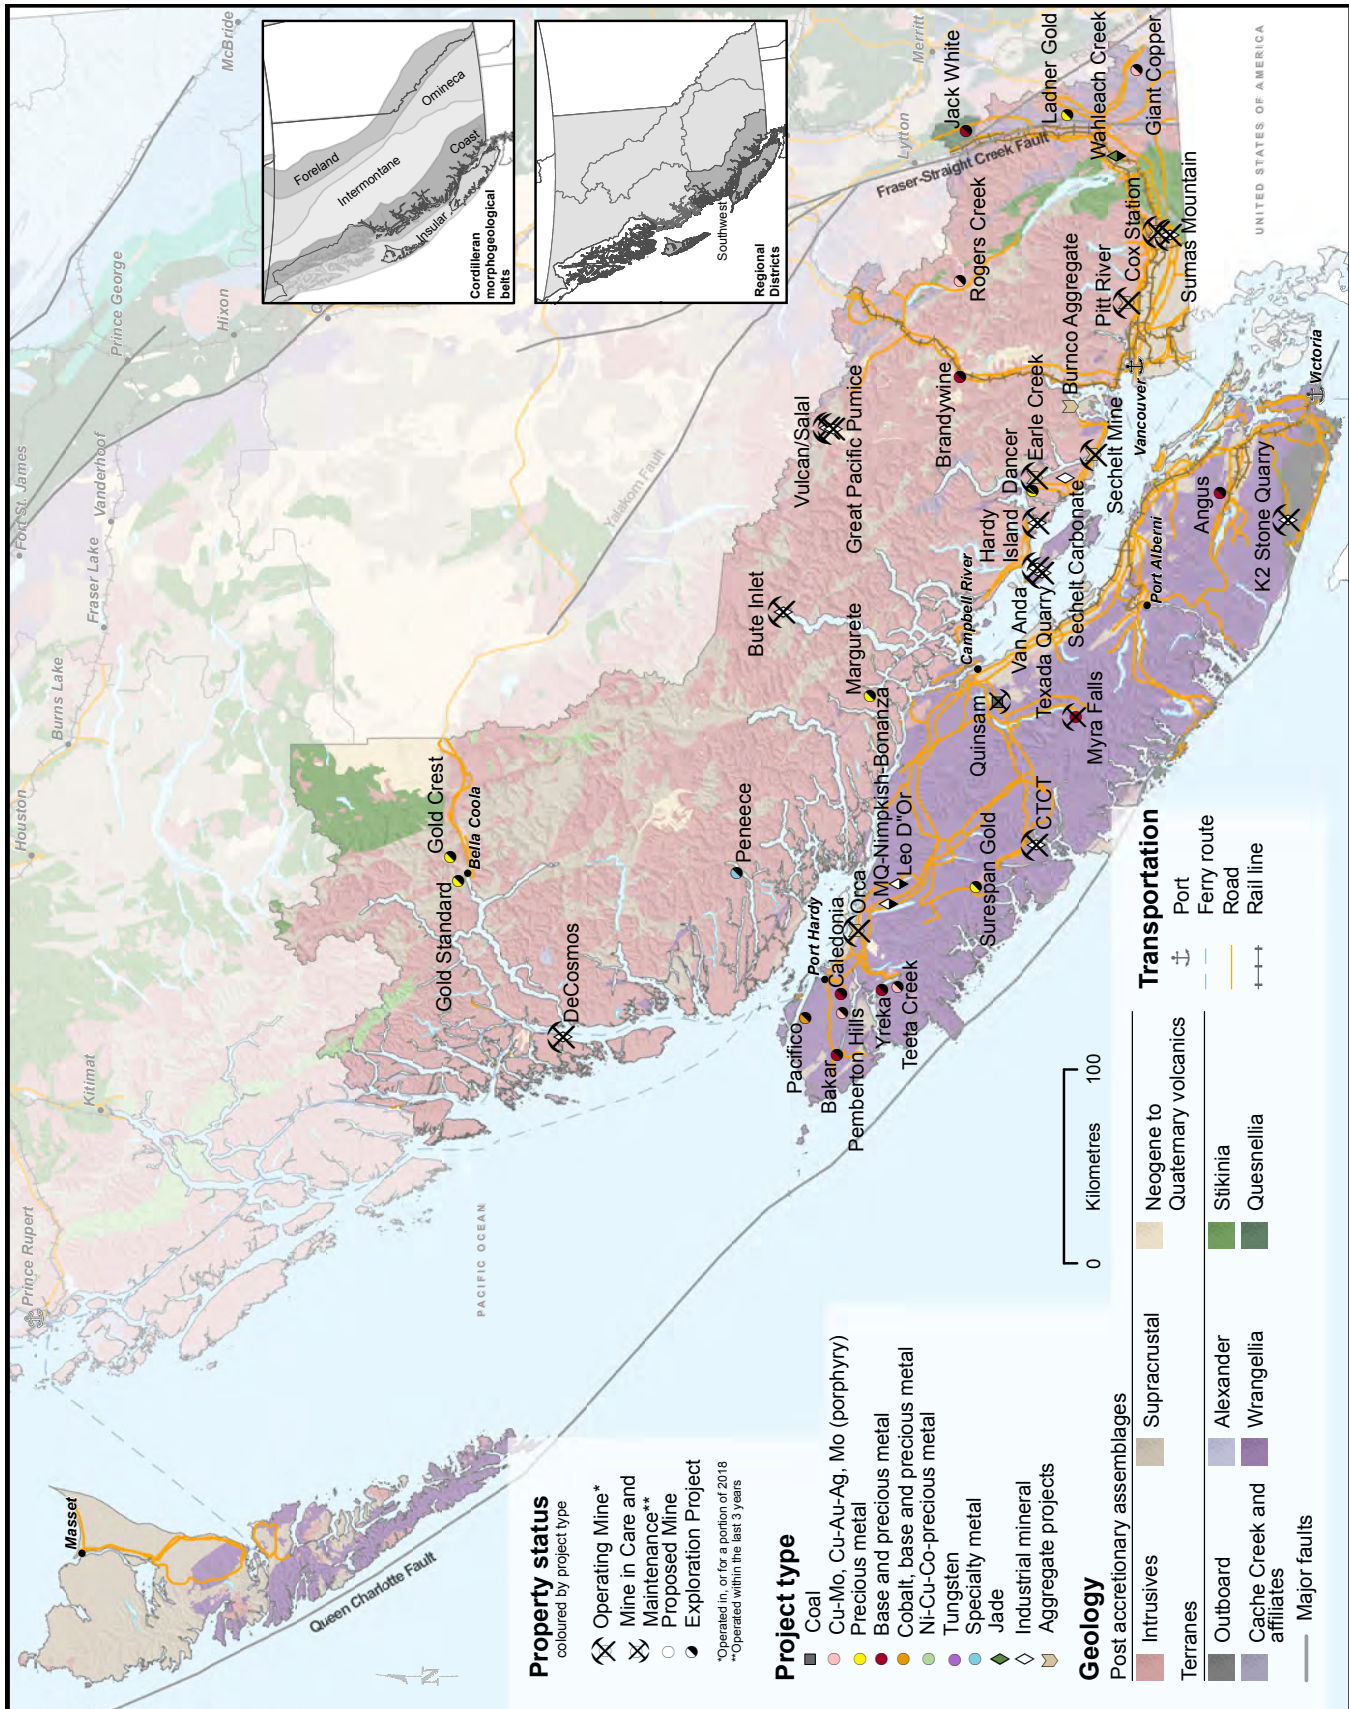 Prince Rupert
Kitimat
Houston
Burns Lake
Fraser Lake
Vanderhoof
Fort St. James
Prince George
Hixon
McBride
Masset
Queen Charlotte Fault
PACIFIC OCEAN
Gold Standard
Gold Crest
Bella Coola
DeCosmos
Peneece
Yalakom Fault
Bute Inlet
Margurete
Vulcan/Salal
Great Pacific Pumice
Brandywine
Rogers Creek
Fraser-Straight Creek Fault
Lytton
Merritt
Jack White
Ladner Gold
Wahleach Creek
Giant Copper
Cox Station
Sumas Mountain
Pitt River
Burnco Aggregate
Vancouver
Sechelt Mine
Earle Creek
Dancer
Hardy
Island
Sechelt Carbonate
Van Anda
Texada Quarry
Campbell River
Quinsam
Myra Falls
Port Hardy
Pacifico
Bakar
Pemberton Hills
Caledonia
Yreka
Teeta Creek
Orca
MQ-Nimpkish-Bonanza
Leo D"Or
Surespan Gold
CTCT
Port Alberni
Angus
K2 Stone Quarry
Victoria
UNITED STATES OF AMERICA
Foreland
Omineca
Intermontane
Coast
Insular
Cordilleran
morphogeological
belts
Southwest
Regional
Districts
N
Property status
coloured by project type
Operating Mine*
Mine in Care and
Maintenance**
Proposed Mine
Exploration Project
*Operated in, or for a portion of 2018
**Operated within the last 3 years
Project type
Coal
Cu-Mo, Cu-Au-Ag, Mo (porphyry)
Precious metal
Base and precious metal
Cobalt, base and precious metal
Ni-Cu-Co-precious metal
Tungsten
Specialty metal
Jade
Industrial mineral
Aggregate projects
0
100
Kilometres
Geology
Post accretionary assemblages
Intrusives
Supracrustal
Neogene to
Quaternary volcanics
Terranes
Outboard
Alexander
Stikinia
Cache Creek and
affiliates
Wrangellia
Quesnellia
Major faults
Transportation
Port
Ferry route
Road
Rail line